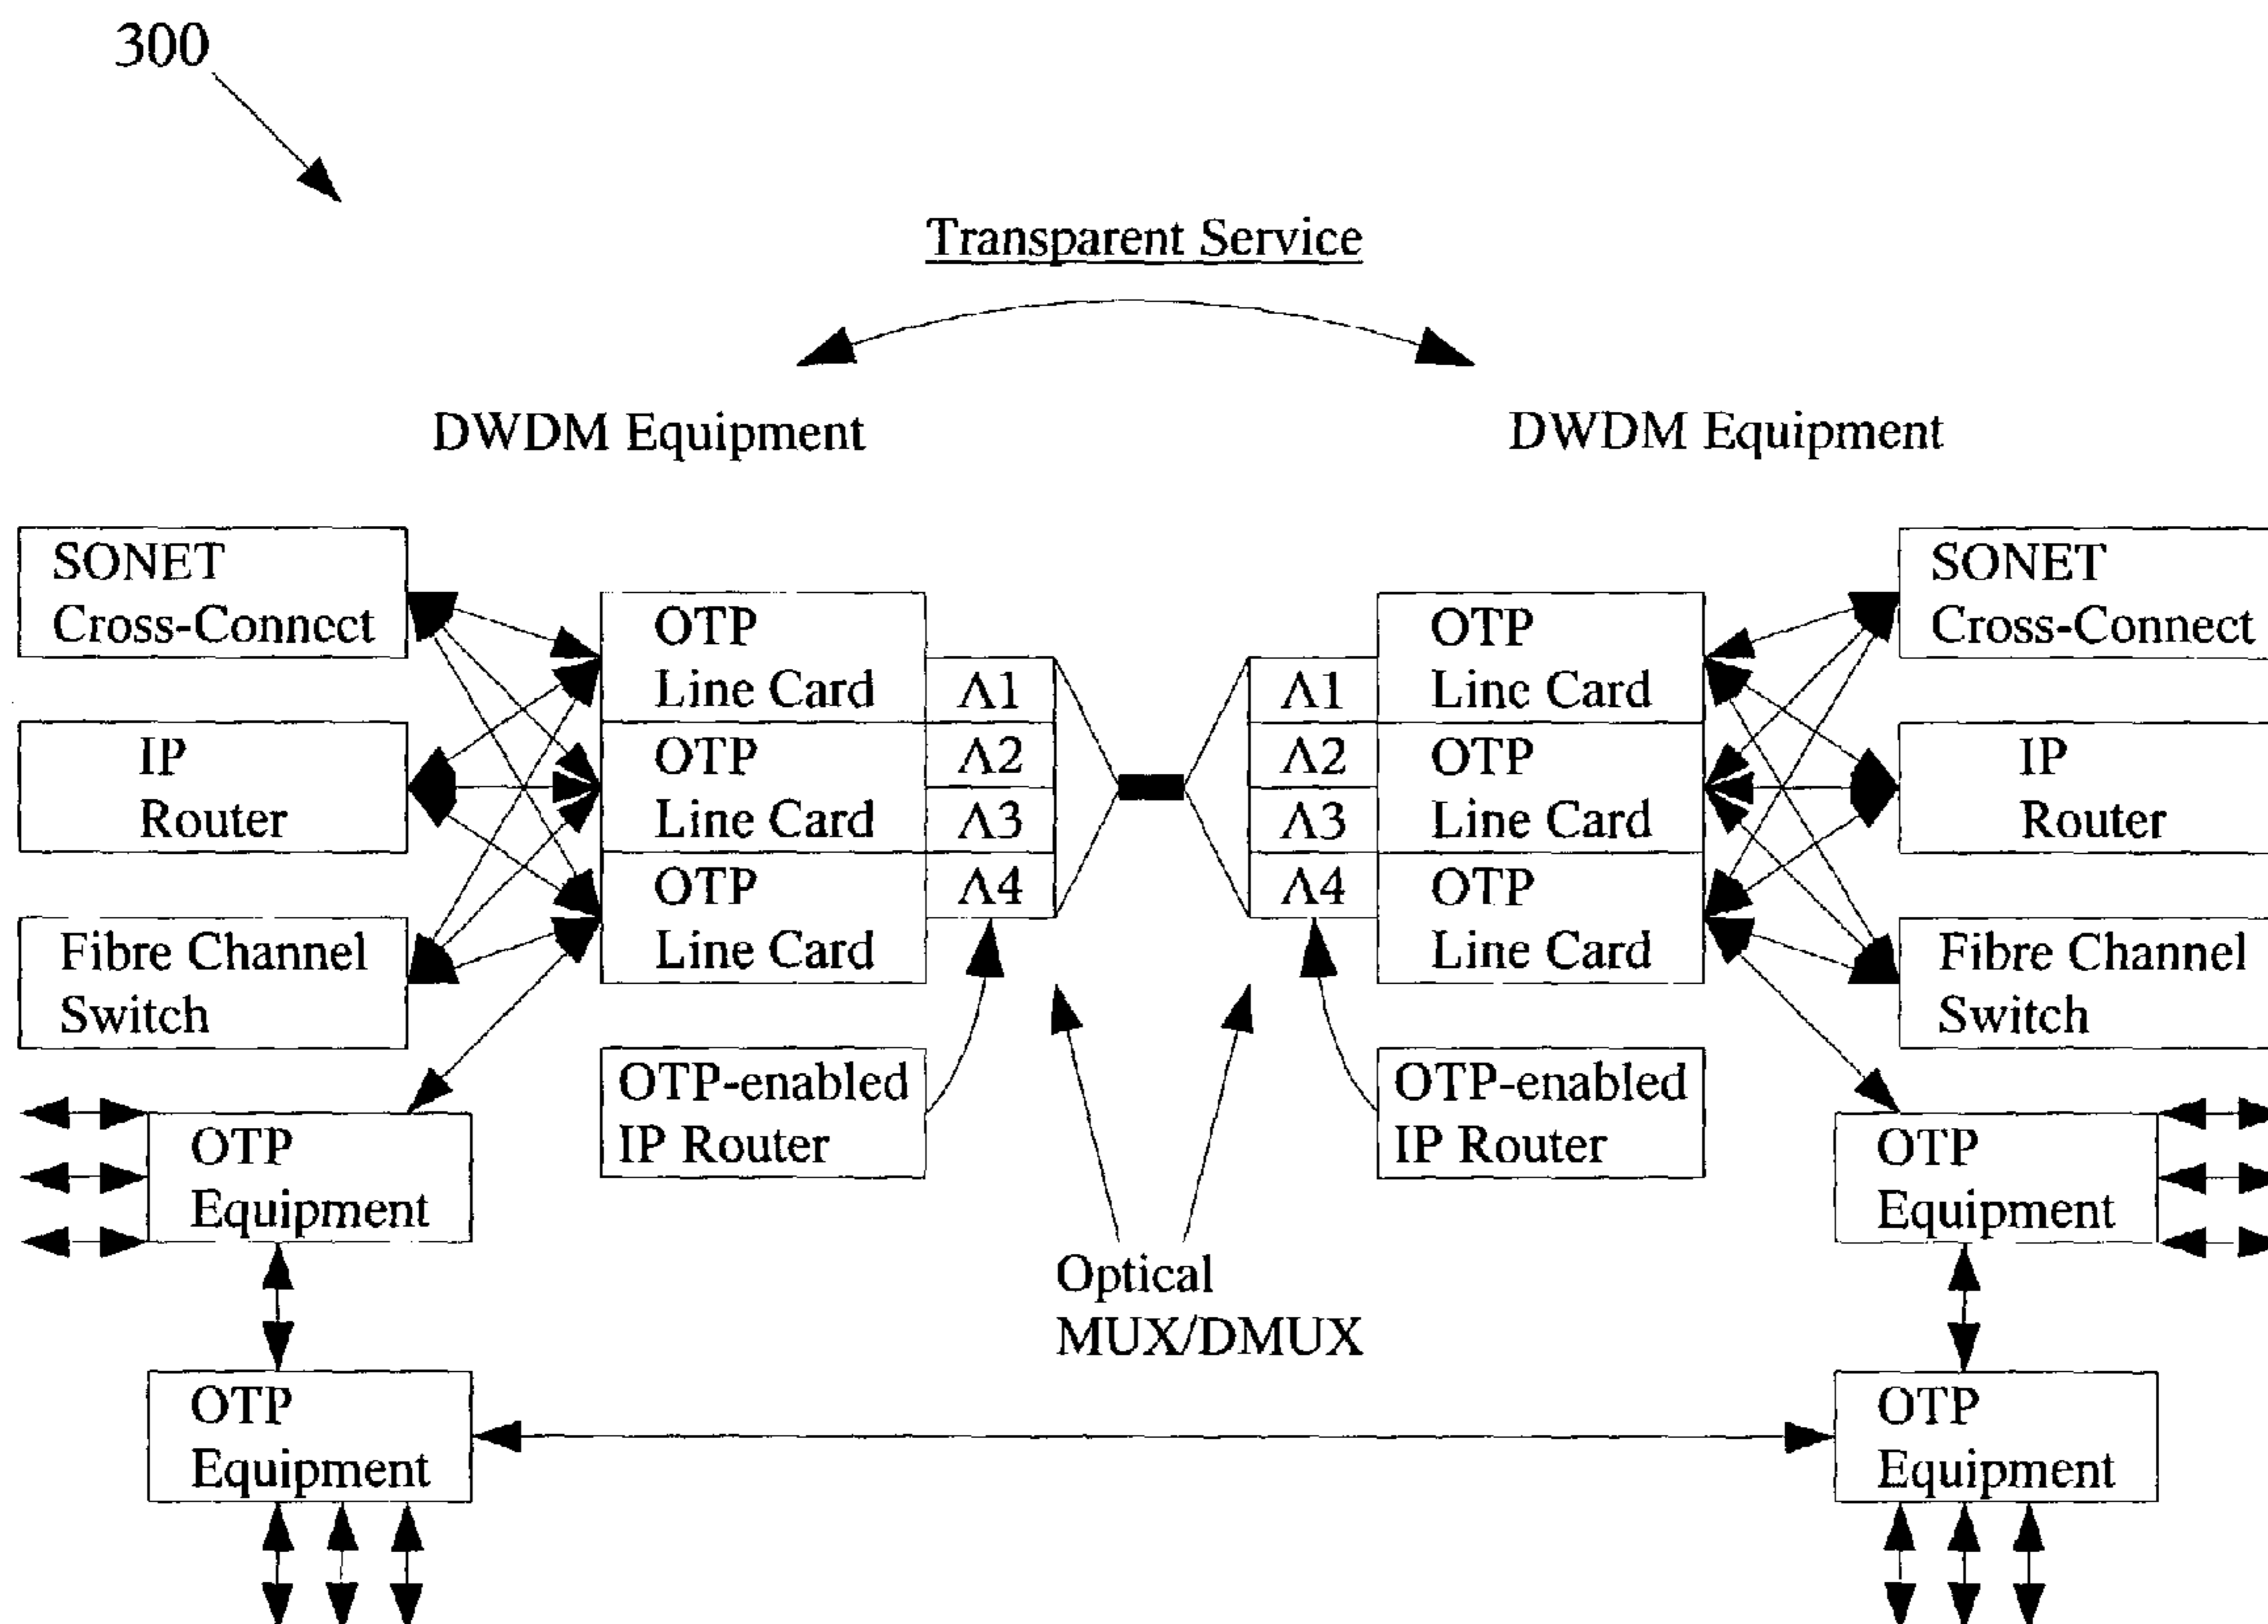 300
Transparent Service
DWDM Equipment
DWDM Equipment
SONET
Cross-Connect
IP
Router
Fibre Channel
Switch
OTP
Line Card
OTP
Line Card
OTP
Line Card
Λ1
Λ2
Λ3
Λ4
Λ1
Λ2
Λ3
Λ4
OTP
Line Card
OTP
Line Card
OTP
Line Card
SONET
Cross-Connect
IP
Router
Fibre Channel
Switch
OTP-enabled
IP Router
OTP-enabled
IP Router
OTP
Equipment
OTP
Equipment
Optical
MUX/DMUX
OTP
Equipment
OTP
Equipment